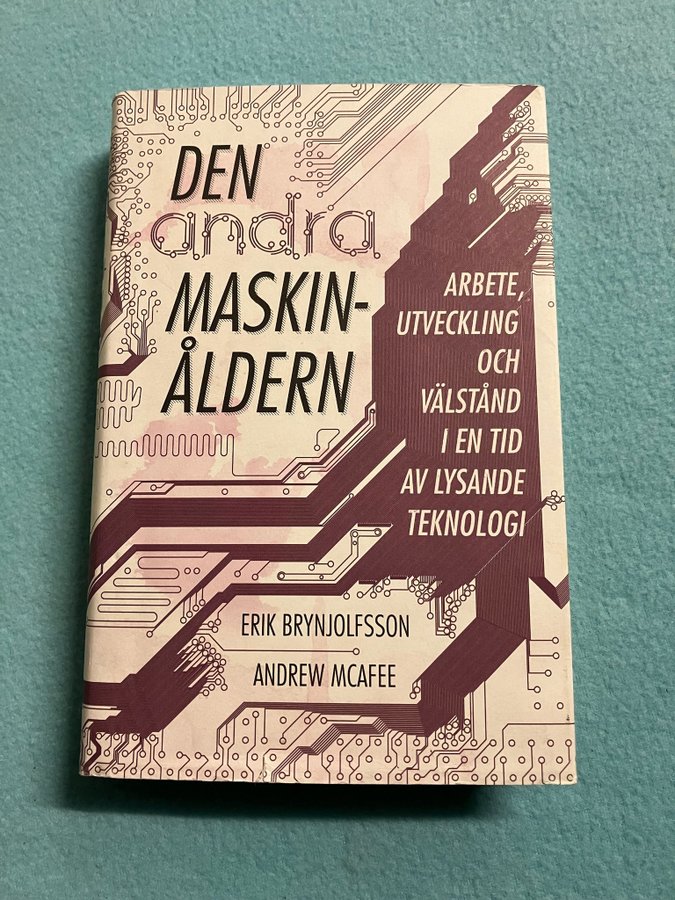 DEN
andra
MASKIN-
ÅLDERN
ARBETE,
UTVECKLING
OCH
VÄLSTÅND
I EN TID
AV LYSANDE
TEKNOLOGI
ERIK BRYNJOLFSSON
ANDREW MCAFEE